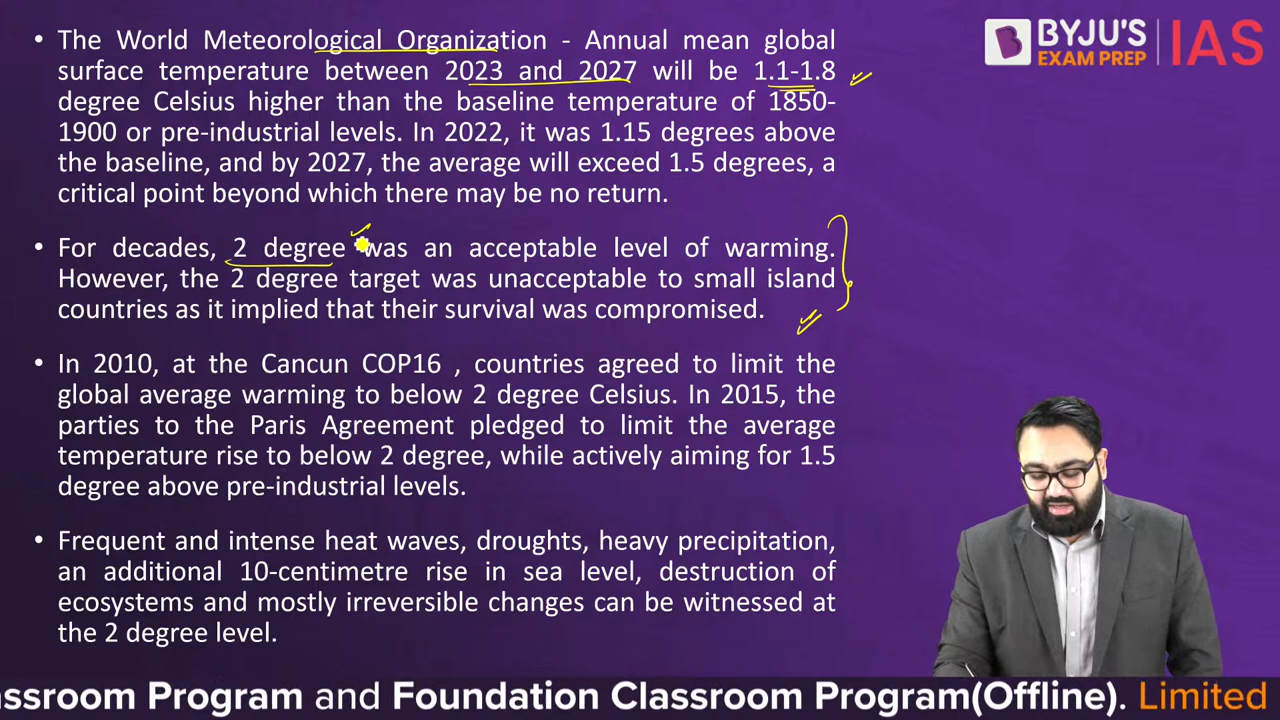 • The World Meteorological Organization - Annual mean global
surface temperature between 2023 and 2027 will be 1.1-1.8
degree Celsius higher than the baseline temperature of 1850-
1900 or pre-industrial levels. In 2022, it was 1.15 degrees above
the baseline, and by 2027, the average will exceed 1.5 degrees, a
critical point beyond which there may be no return.
• For decades, 2 degree was an acceptable level of warming.
However, the 2 degree target was unacceptable to small island
countries as it implied that their survival was compromised.
• In 2010, at the Cancun COP16 , countries agreed to limit the
global average warming to below 2 degree Celsius. In 2015, the
parties to the Paris Agreement pledged to limit the average
temperature rise to below 2 degree, while actively aiming for 1.5
degree above pre-industrial levels.
• Frequent and intense heat waves, droughts, heavy precipitation,
an additional 10-centimetre rise in sea level, destruction of
ecosystems and mostly irreversible changes can be witnessed at
the 2 degree level.
BYJU'S
EXAM PREP
IAS
assroom Program and Foundation Classroom Program(Offline). Limited